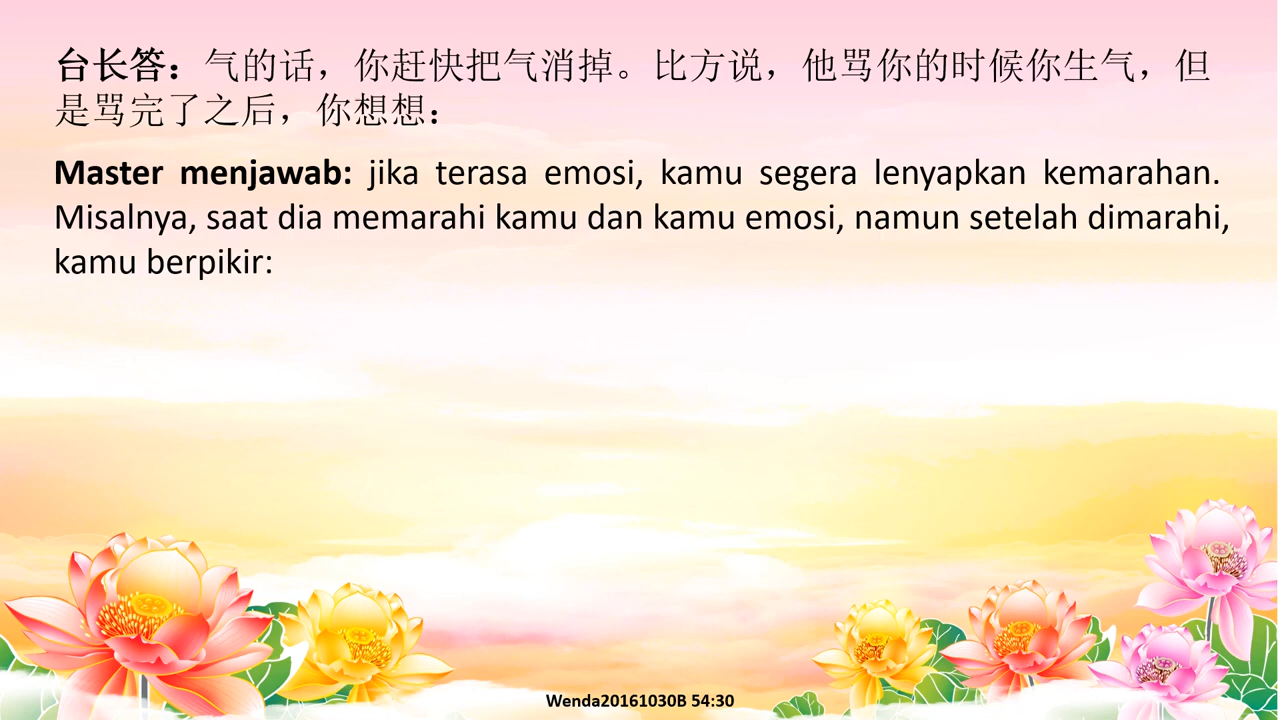 台长答：气的话，你赶快把气消掉。比方说，他骂你的时候你生气，但
是骂完了之后，你想想：
Master menjawab: jika terasa emosi, kamu segera lenyapkan kemarahan.
Misalnya, saat dia memarahi kamu dan kamu emosi, namun setelah dimarahi,
kamu berpikir:
Wenda20161030B 54:30